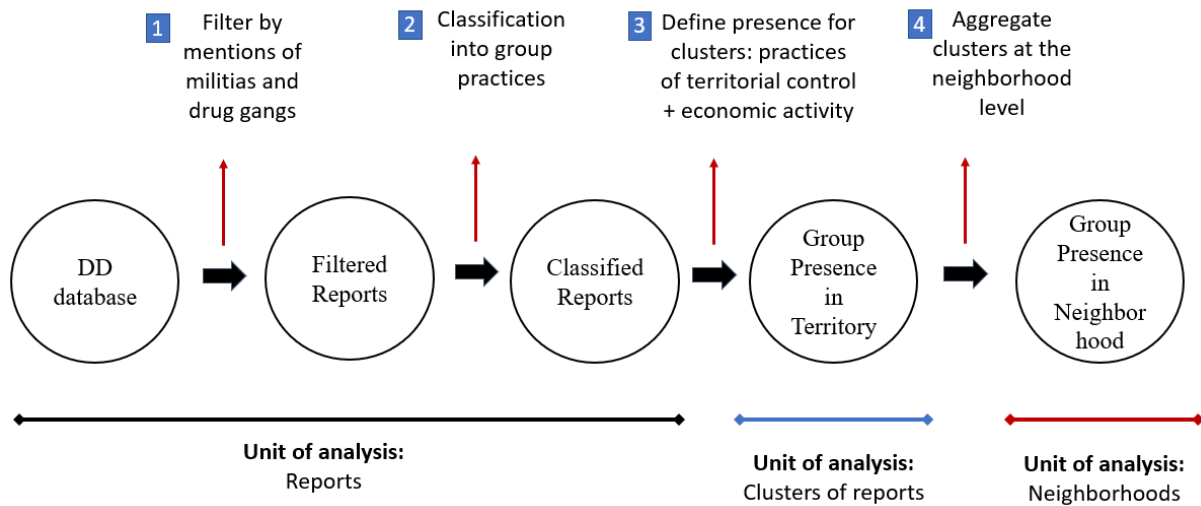 1
Filter by
mentions of
militias and
drug gangs
2
Classification
into group
practices
3
Define presence for
clusters: practices
of territorial control
+ economic activity
4
Aggregate
clusters at the
neighborhood
level
DD
database
Filtered
Reports
Classified
Reports
Group
Presence
in
Territory
Group
Presence
in
Neighbor
hood
Unit of analysis:
Reports
Unit of analysis:
Clusters of reports
Unit of analysis:
Neighborhoods